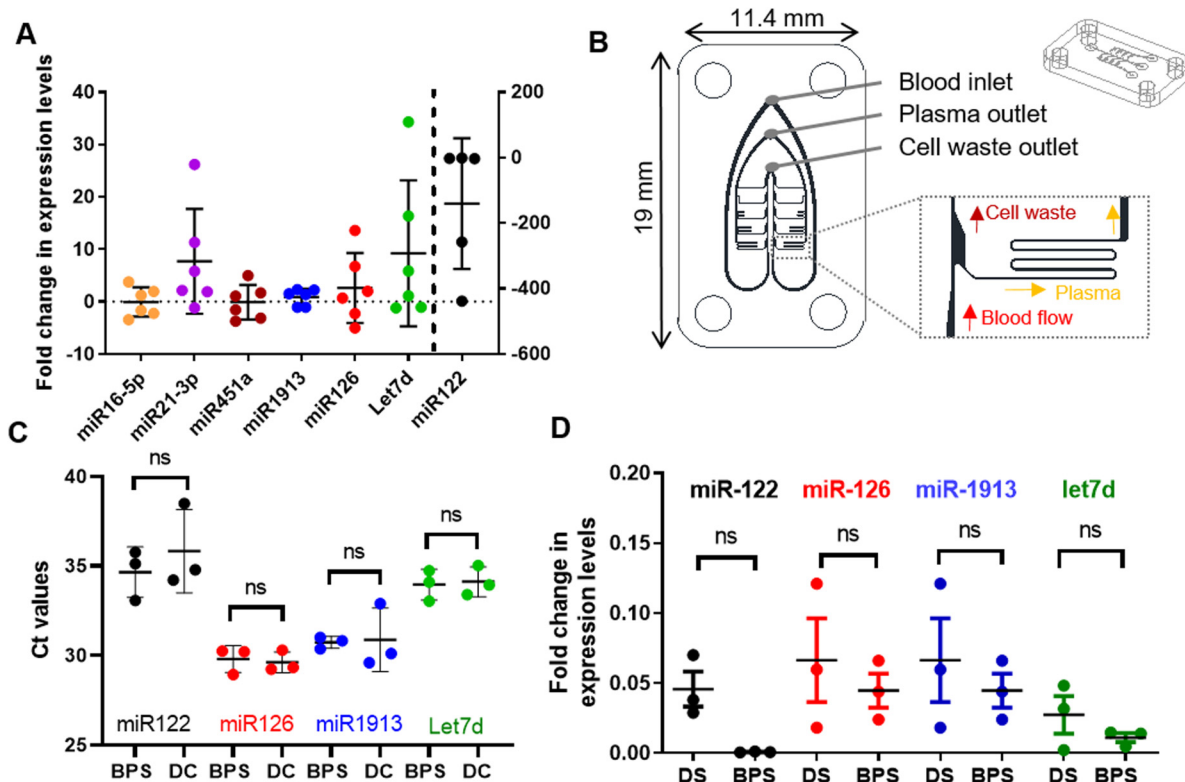 A
Fold change in expression levels
40
30
20
10
0
-10
200
0
-200
-400
-600
miR16-5p
miR21-3p
miR451a
miR1913
miR126
Let7d
miR122
B
11.4 mm
19 mm
Blood inlet
Plasma outlet
Cell waste outlet
Cell waste
Plasma
Blood flow
C
Ct values
40
35
30
25
ns
ns
ns
ns
miR122
miR126
miR1913
Let7d
BPS DC BPS DC BPS DC BPS DC
D
Fold change in
expression levels
0.20
0.15
0.10
0.05
0.00
miR-122
miR-126
miR-1913
let7d
ns
ns
ns
ns
DS BPS DS BPS DS BPS DS BPS